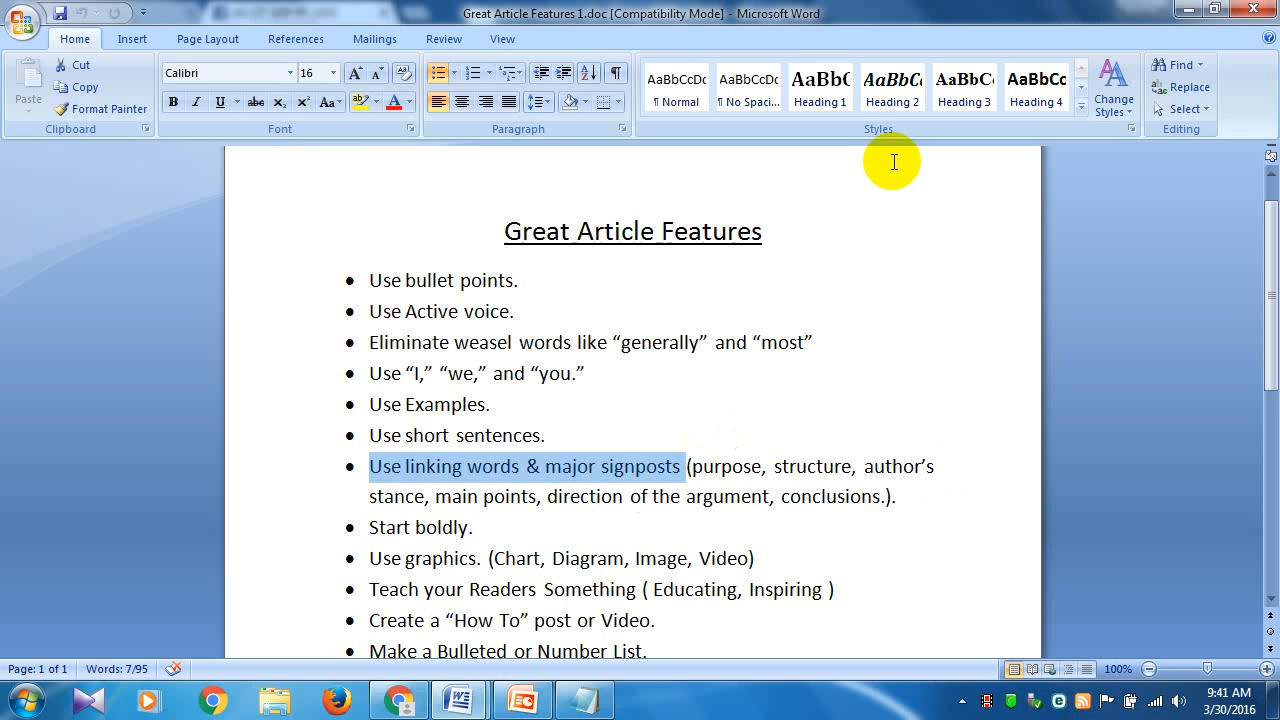 Great Article Features 1.doc [Compatibility Mode] - Microsoft Word
Home Insert Page Layout References Mailings Review View
Paste
Cut
Copy
Format Painter
Clipboard
Calibri 16
B I U abc x₂ x² Aa
Font
Paragraph
AaBbCcDc AaBbCcDc AaBbC AaBbC AaBbC AaBbCc
¶ Normal ¶ No Spaci... Heading 1 Heading 2 Heading 3 Heading 4
Change Styles
Styles
Find
Replace
Select
Editing
Great Article Features
• Use bullet points.
• Use Active voice.
• Eliminate weasel words like “generally” and “most”
• Use “I,” “we,” and “you.”
• Use Examples.
• Use short sentences.
• Use linking words & major signposts (purpose, structure, author’s
stance, main points, direction of the argument, conclusions.).
• Start boldly.
• Use graphics. (Chart, Diagram, Image, Video)
• Teach your Readers Something ( Educating, Inspiring )
• Create a “How To” post or Video.
• Make a Bulleted or Number List.
Page: 1 of 1 Words: 7/95 100%
9:41 AM
3/30/2016